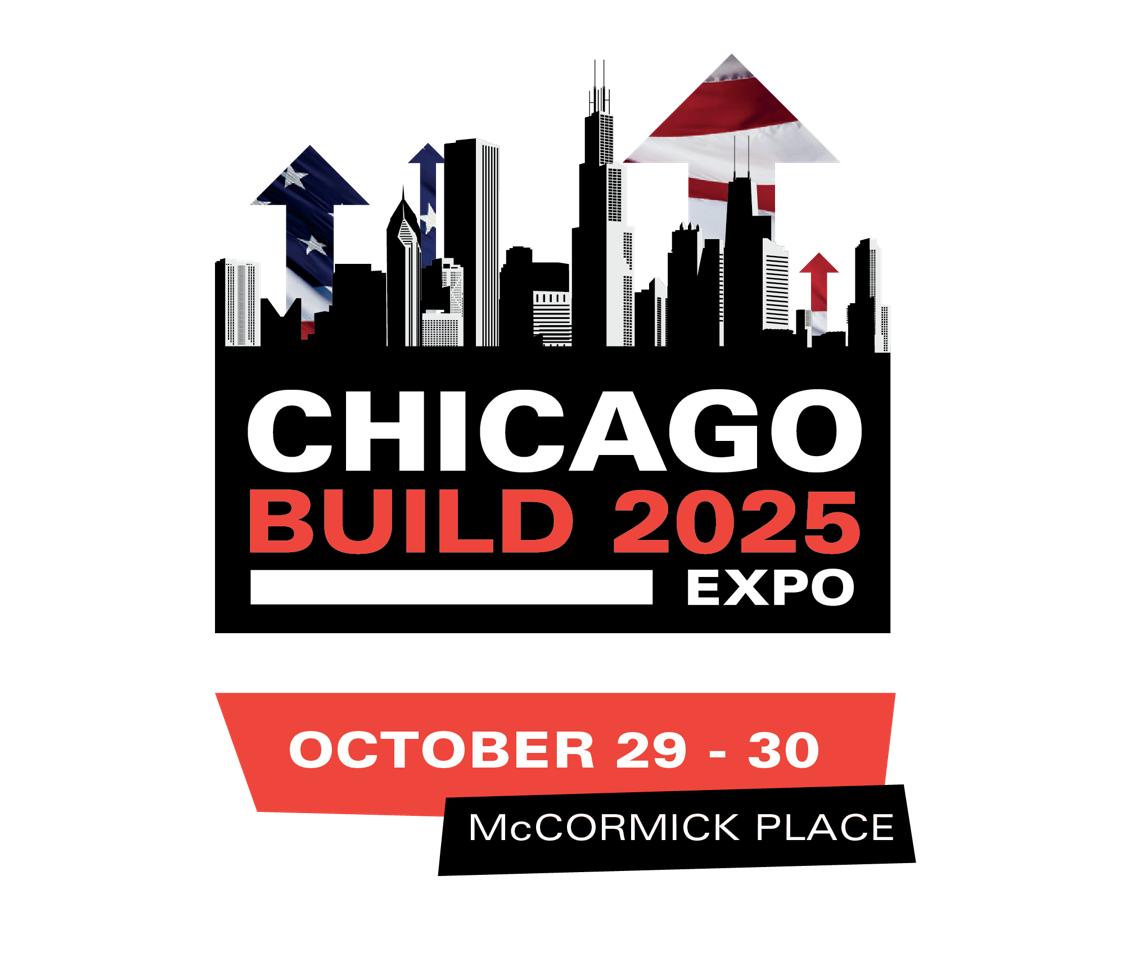 CHICAGO
BUILD 2025
EXPO
OCTOBER 29 - 30
McCORMICK PLACE